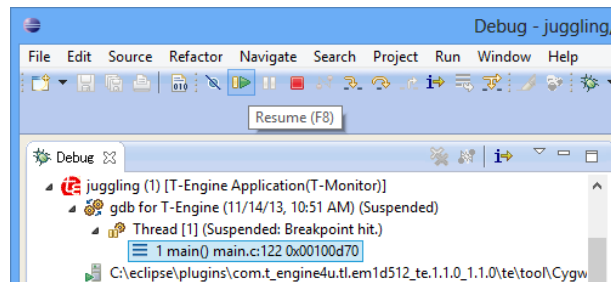 Debug - juggling/
File Edit Source Refactor Navigate Search Project Run Window Help
010
Resume (F8)
Debug
juggling (1) [T-Engine Application(T-Monitor)]
gdb for T-Engine (11/14/13, 10:51 AM) (Suspended)
Thread [1] (Suspended: Breakpoint hit.)
1 main() main.c:122 0x00100d70
C:\eclipse\plugins\com.t_engine4u.tl.em1d512_te.1.1.0_1.1.0\te\tool\Cygw